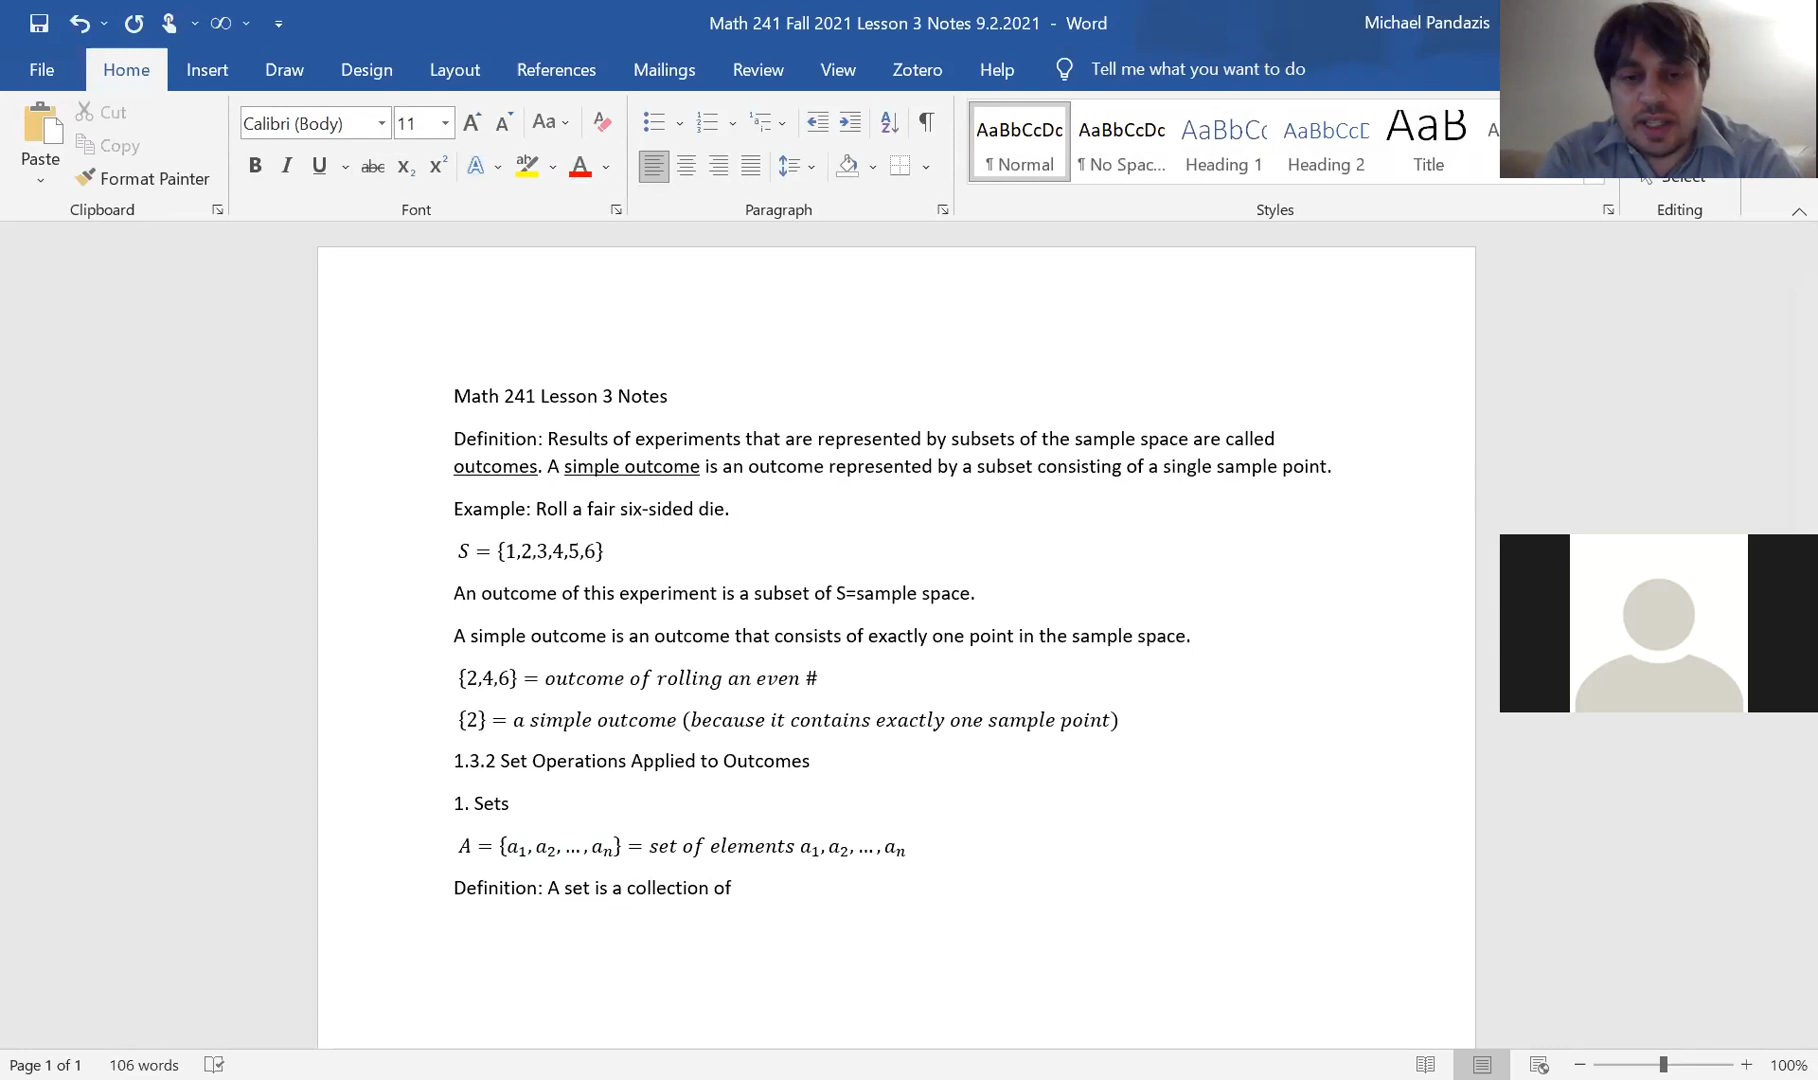 Math 241 Fall 2021 Lesson 3 Notes 9.2.2021 - Word
Michael Pandazis
File Home Insert Draw Design Layout References Mailings Review View Zotero Help Tell me what you want to do
Paste
Cut
Copy
Format Painter
Clipboard
Calibri (Body) 11
Font
Paragraph
AaBbCcDc AaBbCcDc AaBbCc AaBbCcD AaB
¶ Normal ¶ No Spac... Heading 1 Heading 2 Title
Styles
Select
Editing
Math 241 Lesson 3 Notes
Definition: Results of experiments that are represented by subsets of the sample space are called
outcomes. A simple outcome is an outcome represented by a subset consisting of a single sample point.
Example: Roll a fair six-sided die.
S = {1,2,3,4,5,6}
An outcome of this experiment is a subset of S=sample space.
A simple outcome is an outcome that consists of exactly one point in the sample space.
{2,4,6} = outcome of rolling an even #
{2} = a simple outcome (because it contains exactly one sample point)
1.3.2 Set Operations Applied to Outcomes
1. Sets
A = {a₁, a₂, … , aₙ} = set of elements a₁, a₂, … , aₙ
Definition: A set is a collection of
Page 1 of 1 106 words 100%